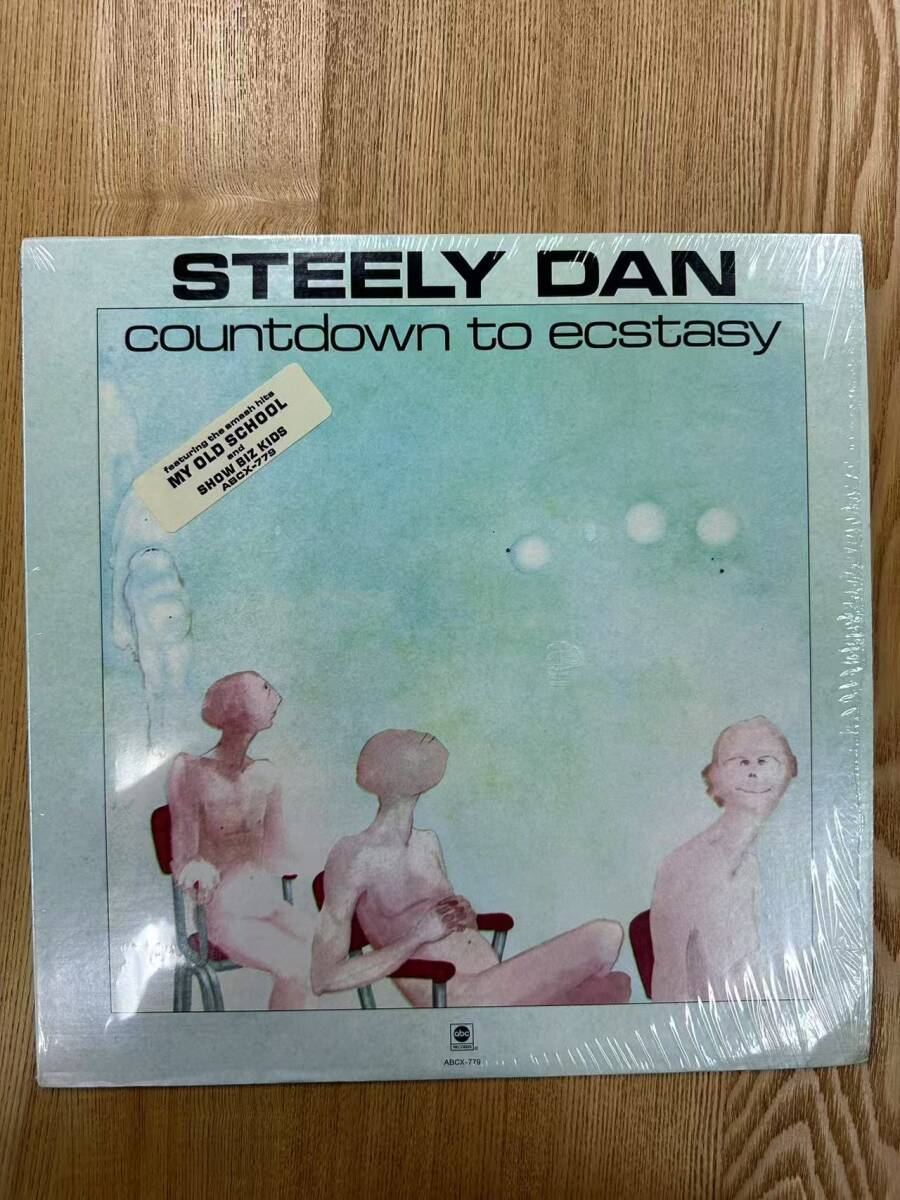 STEELY DAN
countdown to ecstasy
featuring the smash hits
MY OLD SCHOOL
and
SHOW BIZ KIDS
ABCX-779
abc
RECORDS
ABCX-779